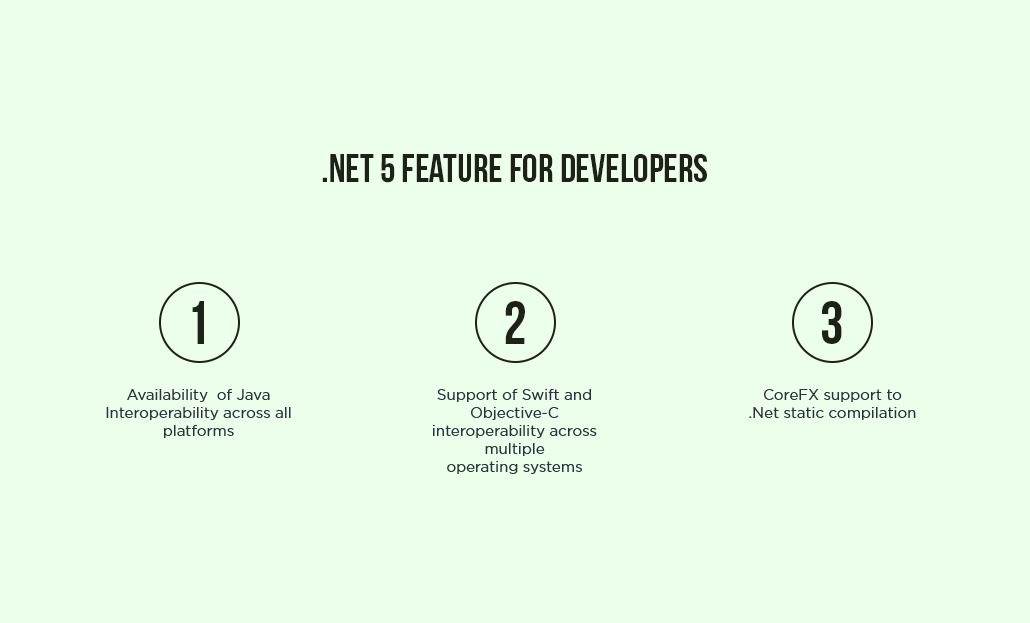 .NET 5 FEATURE FOR DEVELOPERS
1
Availability  of Java
Interoperability across all
platforms
2
Support of Swift and
Objective-C
interoperability across
multiple
operating systems
3
CoreFX support to
.Net static compilation